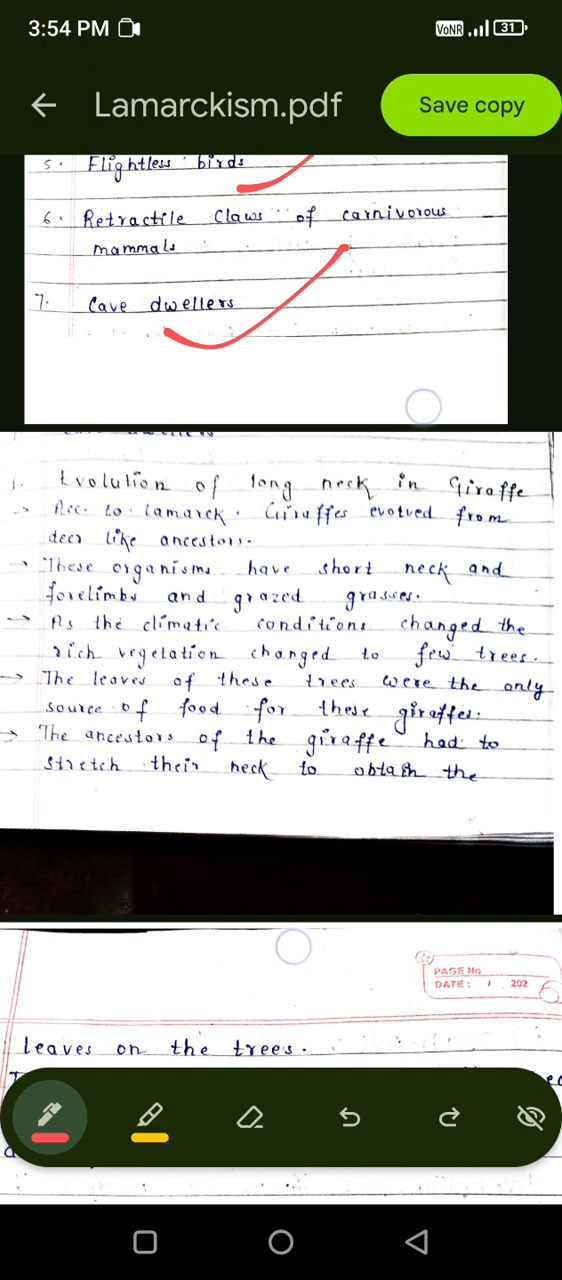 3:54 PM
VoNR 31
Lamarckism.pdf
Save copy
5. Flightless birds
6. Retractile Claws of carnivorous
mammals
7. Cave dwellers
1. Evolution of long neck in Giraffe
→ Acc. to lamarck. Giraffes evolved from
deer like ancestors.
→ These organisms have short neck and
forelimbs and grazed grasses.
→ As the climatic conditions changed the
rich vegetation changed to few trees.
→ The leaves of these trees were the only
source of food for these giraffes.
→ The ancestors of the giraffe had to
stretch their neck to obtain the
PAGE No
DATE: / 202
leaves on the trees.